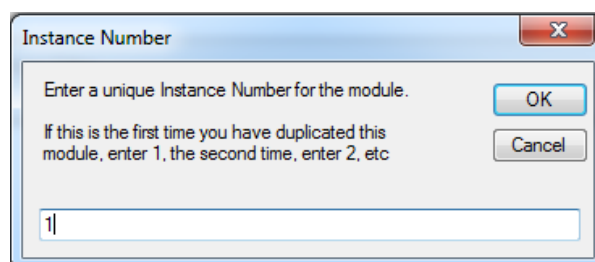 Instance Number
Enter a unique Instance Number for the module.
OK
If this is the first time you have duplicated this
module, enter 1, the second time, enter 2, etc
Cancel
1